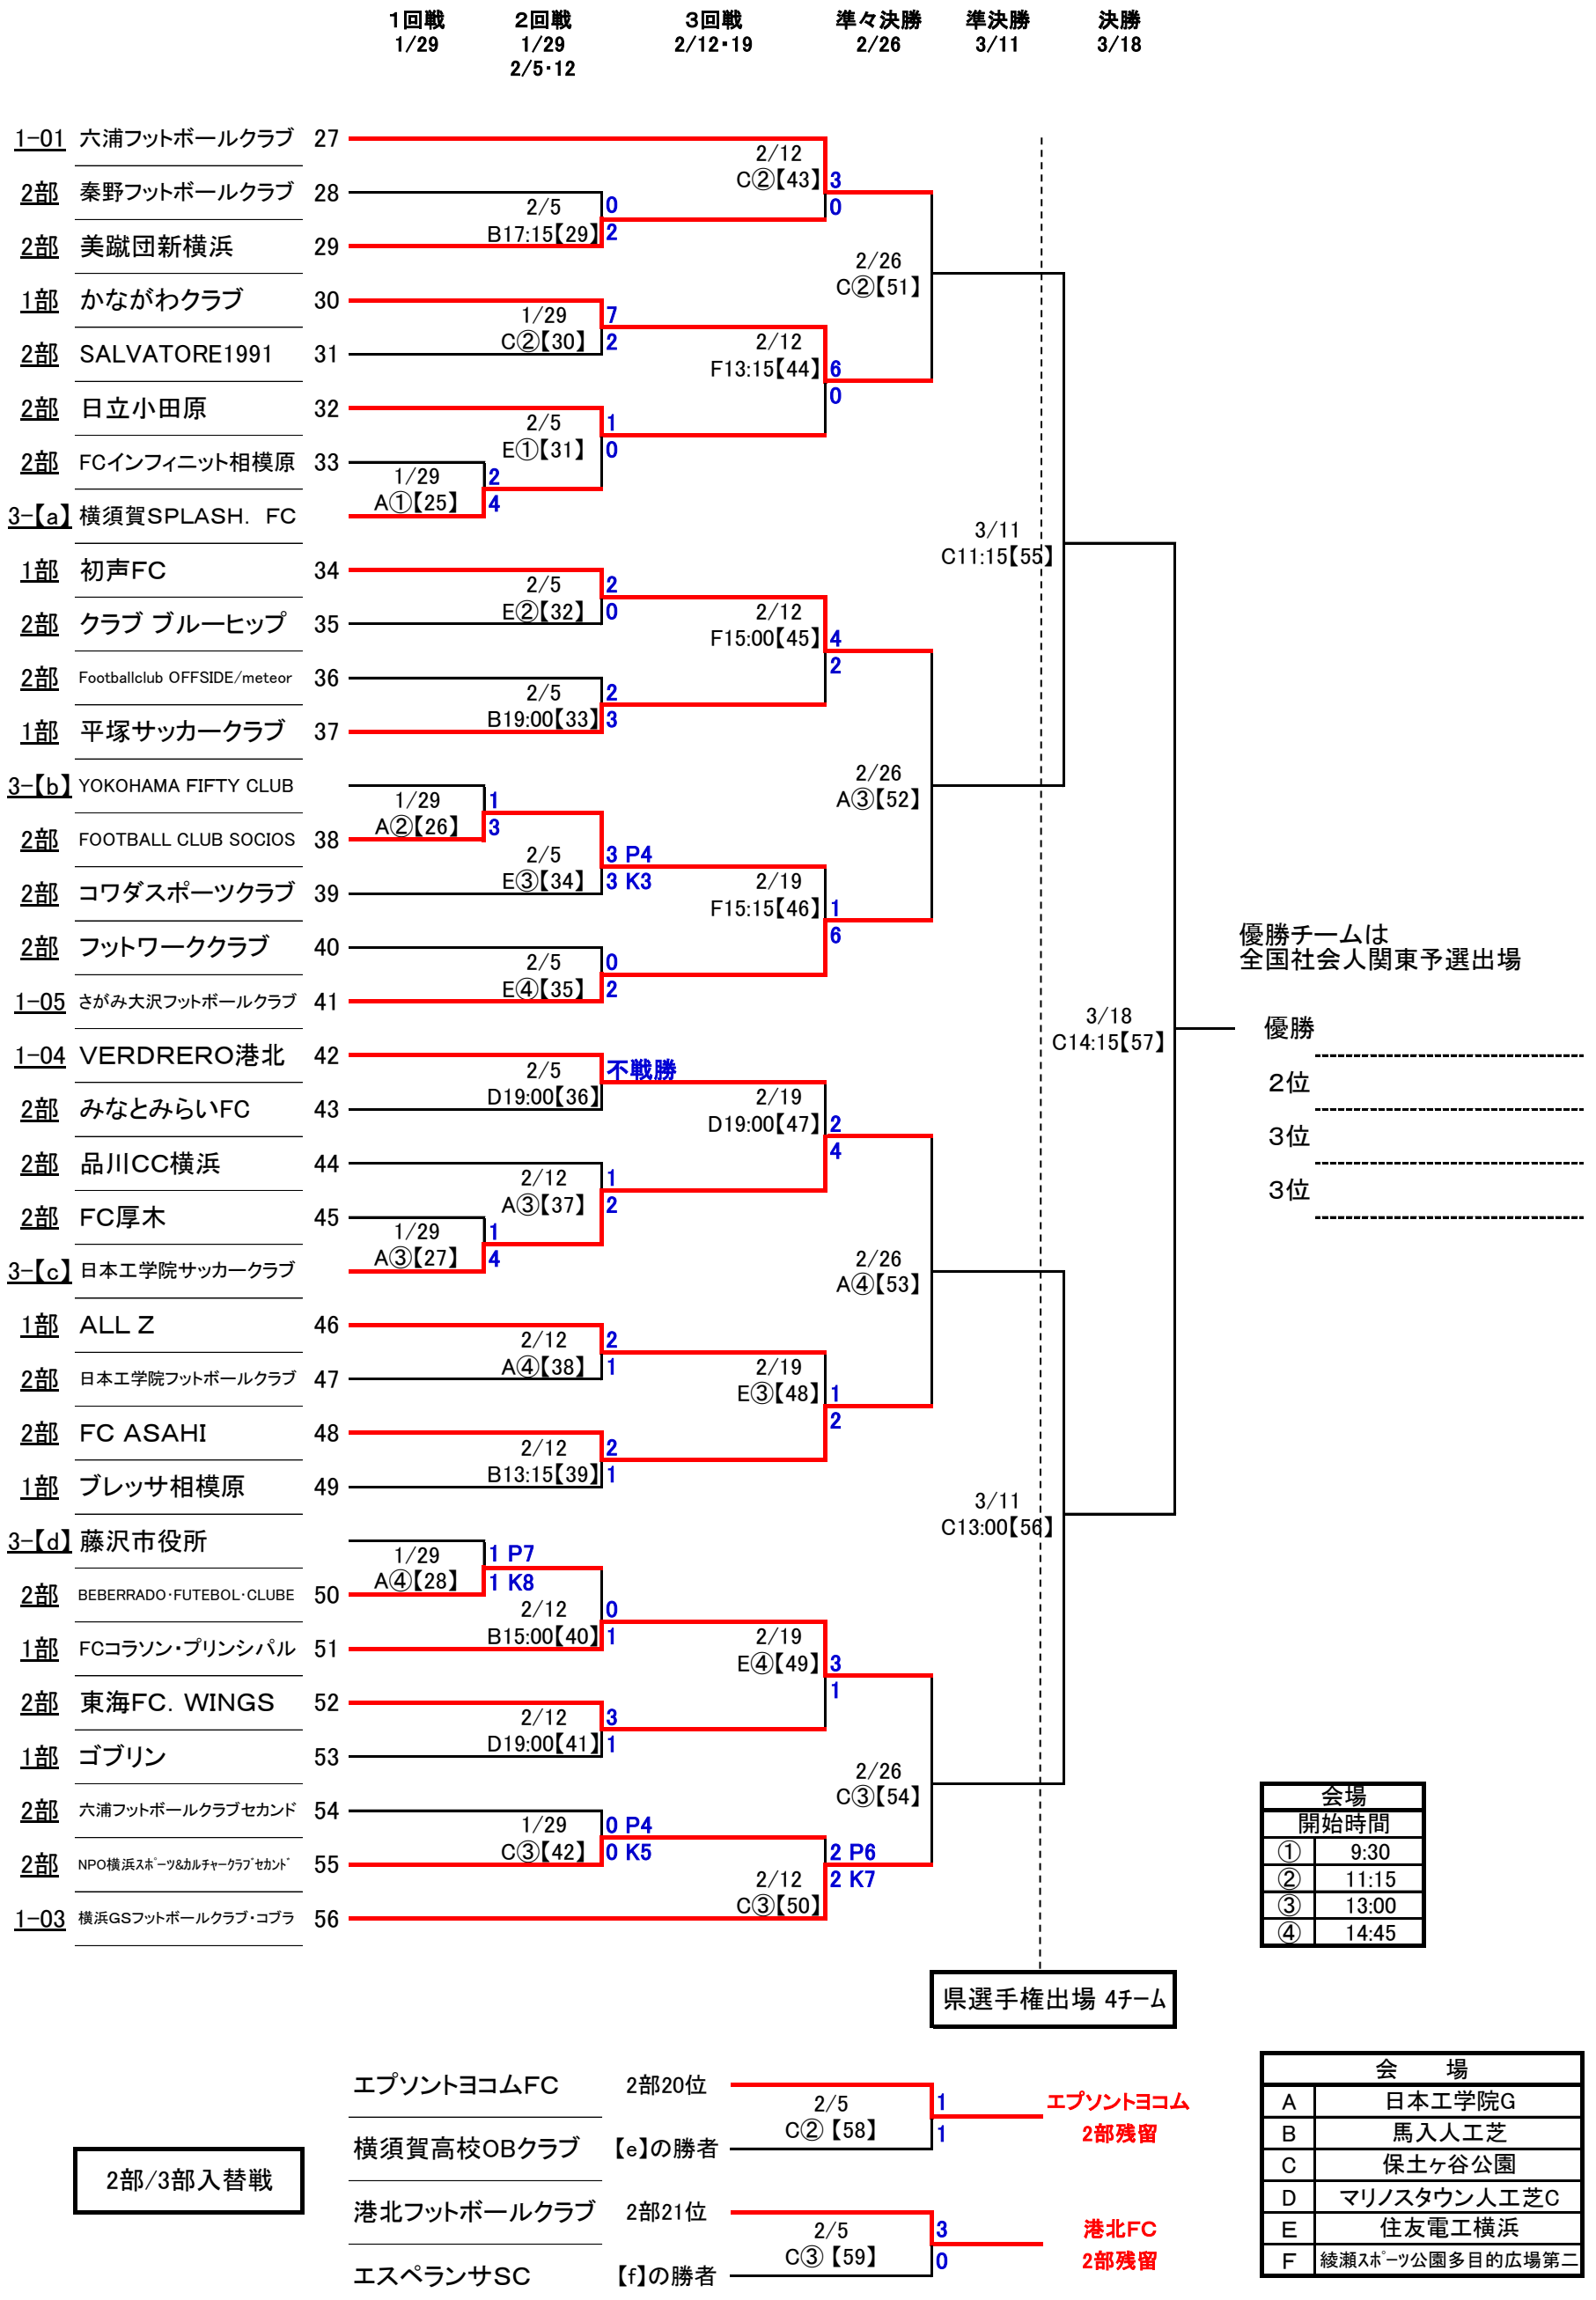 1回戦 2回戦 3回戦 準々決勝 準決勝 決勝
1/29 1/29 2/12・19 2/26 3/11 3/18
2/5・12
1-01 六浦フットボールクラブ 27
2/12
C②【43】 3
0
2部 秦野フットボールクラブ 28
2/5 0
B17:15【29】 2
2部 美蹴団新横浜 29
2/26
C②【51】
1部 かながわクラブ 30
1/29 7
C②【30】 2
2部 SALVATORE1991 31
2/12
F13:15【44】 6
0
2部 日立小田原 32
2/5 1
E①【31】 0
2部 FCインフィニット相模原 33
1/29 2
A①【25】 4
3-【a】 横須賀SPLASH. FC
3/11
C11:15【55】
1部 初声FC 34
2/5 2
E②【32】 0
2部 クラブ ブルーヒップ 35
2/12
F15:00【45】 4
2
2部 Footballclub OFFSIDE/meteor 36
2/5 2
B19:00【33】 3
1部 平塚サッカークラブ 37
2/26
A③【52】
3-【b】 YOKOHAMA FIFTY CLUB
1/29 1
A②【26】 3
2部 FOOTBALL CLUB SOCIOS 38
2/5 3 P4
E③【34】 3 K3
2部 コワダスポーツクラブ 39
2/19
F15:15【46】 1
6
2部 フットワーククラブ 40
2/5 0
E④【35】 2
1-05 さがみ大沢フットボールクラブ 41
優勝チームは
全国社会人関東予選出場
3/18
C14:15【57】
優勝
2位
3位
3位
1-04 VERDRERO港北 42
2/5 不戦勝
D19:00【36】
2部 みなとみらいFC 43
2/19
D19:00【47】 2
4
2部 品川CC横浜 44
2/12 1
A③【37】 2
2部 FC厚木 45
1/29 1
A③【27】 4
3-【c】 日本工学院サッカークラブ
2/26
A④【53】
1部 ALL Z 46
2/12 2
A④【38】 1
2部 日本工学院フットボールクラブ 47
2/19
E③【48】 1
2
2部 FC ASAHI 48
2/12 2
B13:15【39】 1
1部 ブレッサ相模原 49
3/11
C13:00【56】
3-【d】 藤沢市役所
1/29 1 P7
A④【28】 1 K8
2部 BEBERRADO・FUTEBOL・CLUBE 50
2/12 0
B15:00【40】 1
1部 FCコラソン・プリンシパル 51
2/19
E④【49】 3
1
2部 東海FC. WINGS 52
2/12 3
D19:00【41】 1
1部 ゴブリン 53
2/26
C③【54】
2部 六浦フットボールクラブセカンド 54
1/29 0 P4
C③【42】 0 K5
2部 NPO横浜スポーツ&カルチャークラブセカンド 55
2/12 2 P6
C③【50】 2 K7
1-03 横浜GSフットボールクラブ・コブラ 56
会場
開始時間
① 9:30
② 11:15
③ 13:00
④ 14:45
県選手権出場 4チーム
2部/3部入替戦
エプソントヨコムFC 2部20位
2/5 1
C②【58】 1
エプソントヨコム
2部残留
横須賀高校OBクラブ 【e】の勝者
港北フットボールクラブ 2部21位
2/5 3
C③【59】 0
港北FC
2部残留
エスペランサSC 【f】の勝者
会 場
A 日本工学院G
B 馬入人工芝
C 保土ヶ谷公園
D マリノスタウン人工芝C
E 住友電工横浜
F 綾瀬スポーツ公園多目的広場第二